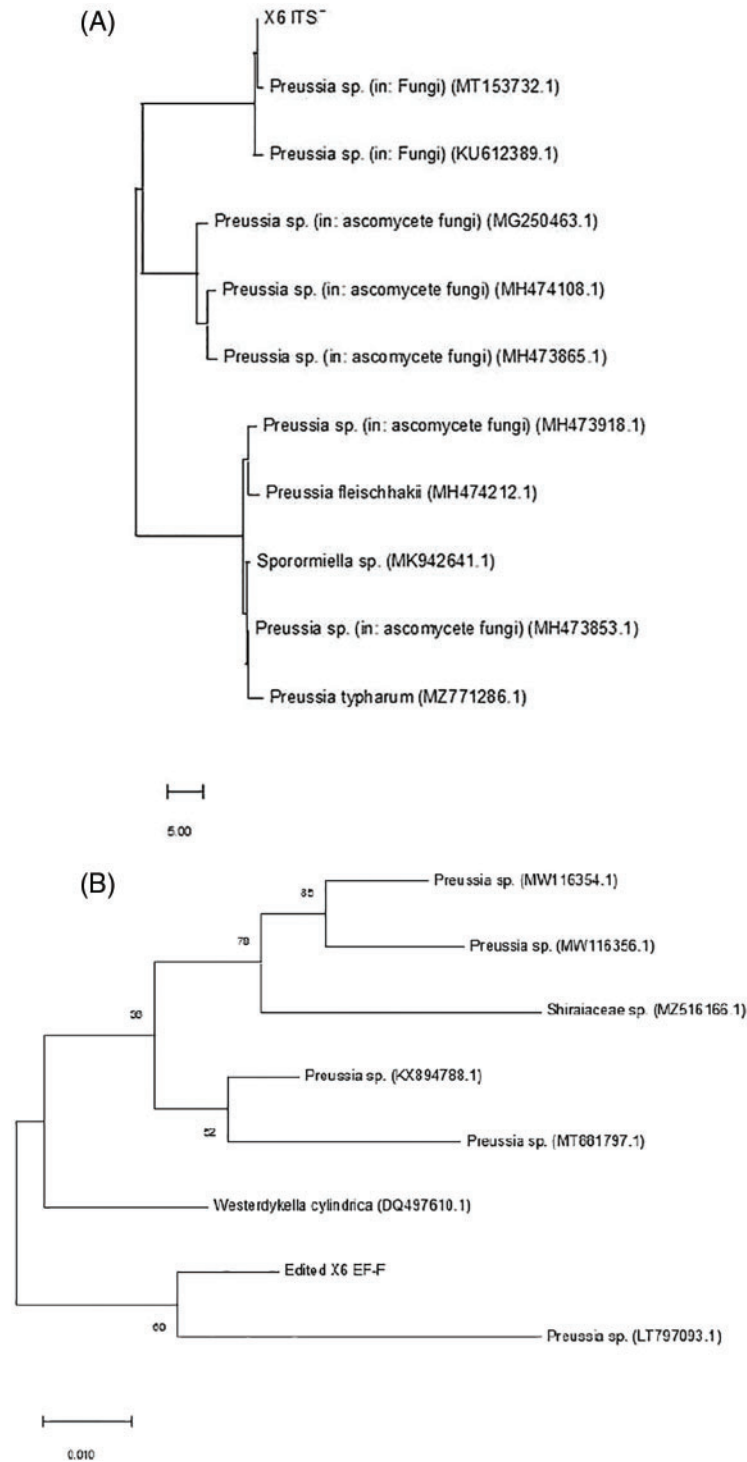 (A)
X6 ITS
Preussia sp. (in: Fungi) (MT153732.1)
Preussia sp. (in: Fungi) (KU612389.1)
Preussia sp. (in: ascomycete fungi) (MG250463.1)
Preussia sp. (in: ascomycete fungi) (MH474108.1)
Preussia sp. (in: ascomycete fungi) (MH473865.1)
Preussia sp. (in: ascomycete fungi) (MH473918.1)
Preussia fleischhakii (MH474212.1)
Sporormiella sp. (MK942641.1)
Preussia sp. (in: ascomycete fungi) (MH473853.1)
Preussia typharum (MZ771286.1)
5.00
(B)
Preussia sp. (MW116354.1)
Preussia sp. (MW116356.1)
Shiraiaceae sp. (MZ516166.1)
Preussia sp. (KX894788.1)
Preussia sp. (MT881797.1)
Westerdykella cylindrica (DQ497610.1)
Edited X6 EF-F
60
Preussia sp. (LT797093.1)
0.010